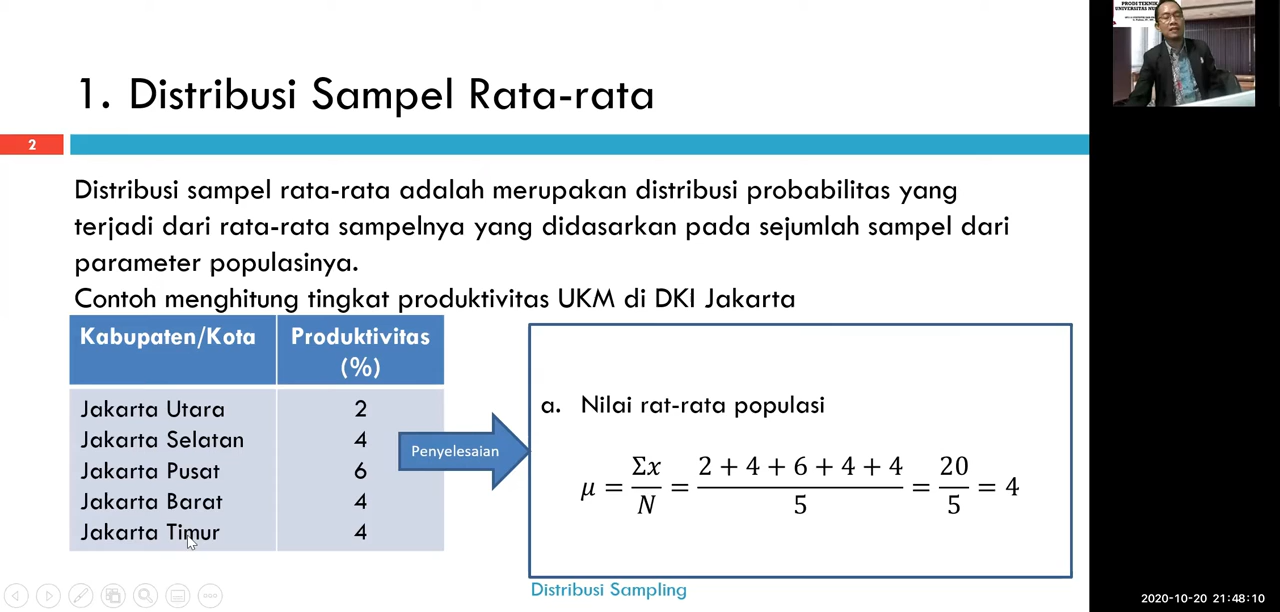 1. Distribusi Sampel Rata-rata
2
Distribusi sampel rata-rata adalah merupakan distribusi probabilitas yang
terjadi dari rata-rata sampelnya yang didasarkan pada sejumlah sampel dari
parameter populasinya.
Contoh menghitung tingkat produktivitas UKM di DKI Jakarta
Kabupaten/Kota Produktivitas (%)
Jakarta Utara 2
Jakarta Selatan 4
Jakarta Pusat 6
Jakarta Barat 4
Jakarta Timur 4
Penyelesaian
a. Nilai rat-rata populasi
μ = Σx/N = (2 + 4 + 6 + 4 + 4)/5 = 20/5 = 4
Distribusi Sampling
PRODI TEKNIK
UNIVERSITAS
2020-10-20 21:48:10